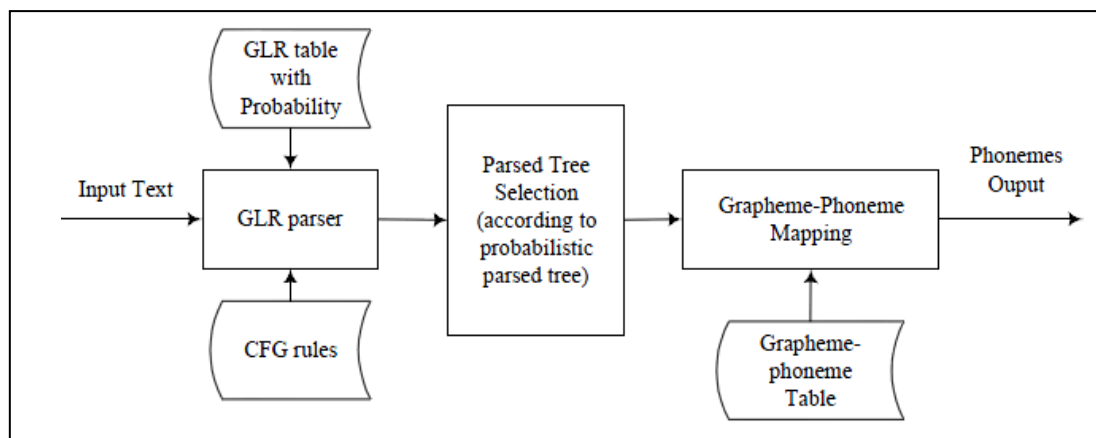 GLR table
with
Probability
Input Text
GLR parser
CFG rules
Parsed Tree
Selection
(according to
probabilistic
parsed tree)
Grapheme-Phoneme
Mapping
Grapheme-
phoneme
Table
Phonemes
Ouput